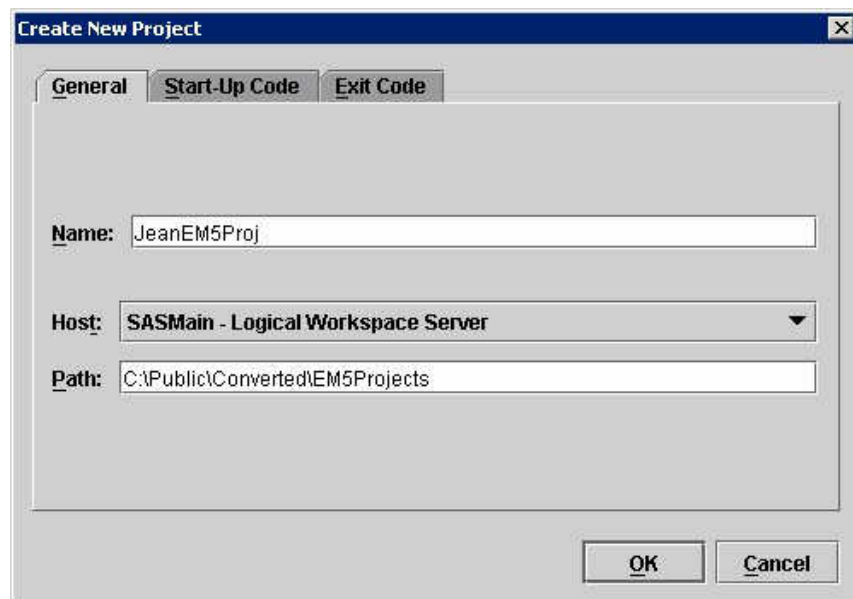 Create New Project
General Start-Up Code Exit Code
Name: JeanEM5Proj
Host: SASMain - Logical Workspace Server
Path: C:\Public\Converted\EM5Projects
OK Cancel